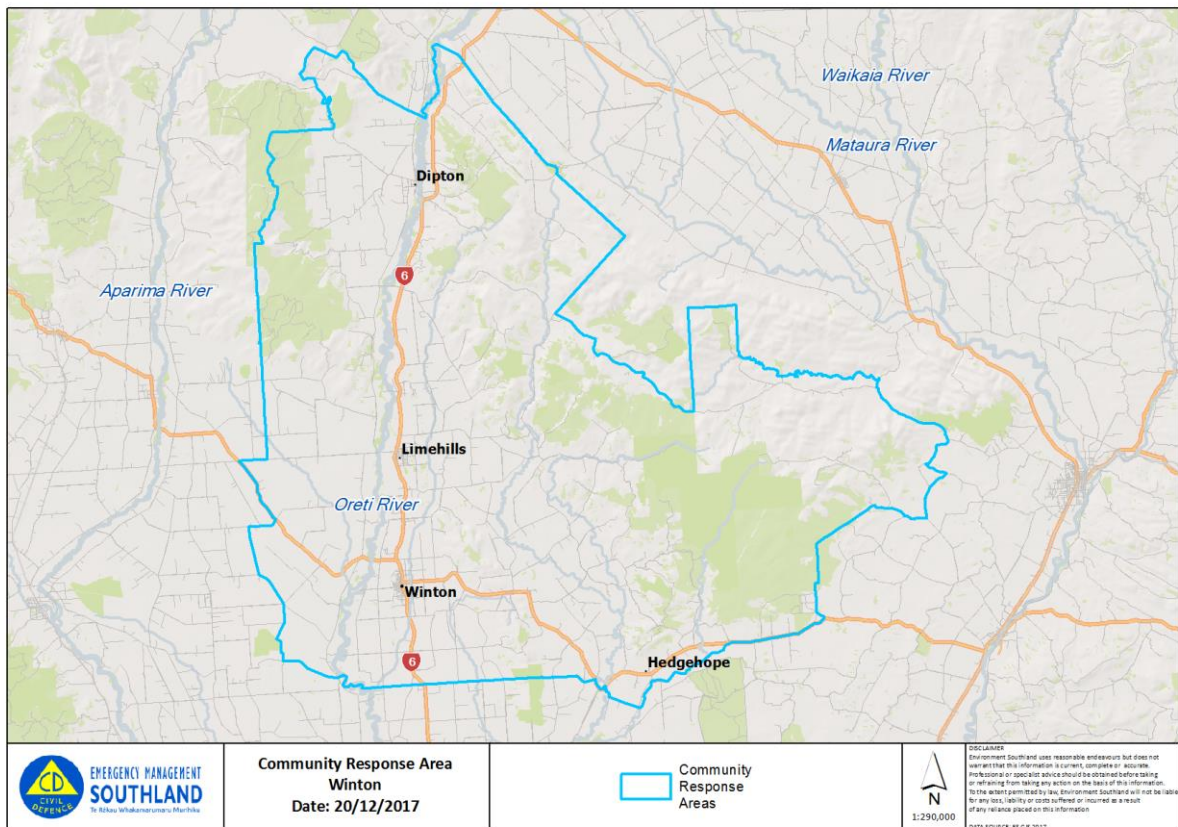 Waikaia River
Mataura River
Dipton
6
Aparima River
Limehills
Oreti River
Winton
6
Hedgehope
CD
CIVIL
DEFENCE
EMERGENCY MANAGEMENT
SOUTHLAND
Te Rākau Whakamarumaru Murihiku
Community Response Area
Winton
Date: 20/12/2017
Community
Response
Areas
N
1:290,000
DISCLAIMER
Environment Southland uses reasonable endeavours but does not
warrant that this information is current, complete or accurate.
Professional or specialist advice should be obtained before taking
or refraining from taking any action on the basis of this information.
To the extent permitted by law, Environment Southland will not be liable
for any loss, liability or costs suffered or incurred as a result
of any reliance placed on this information